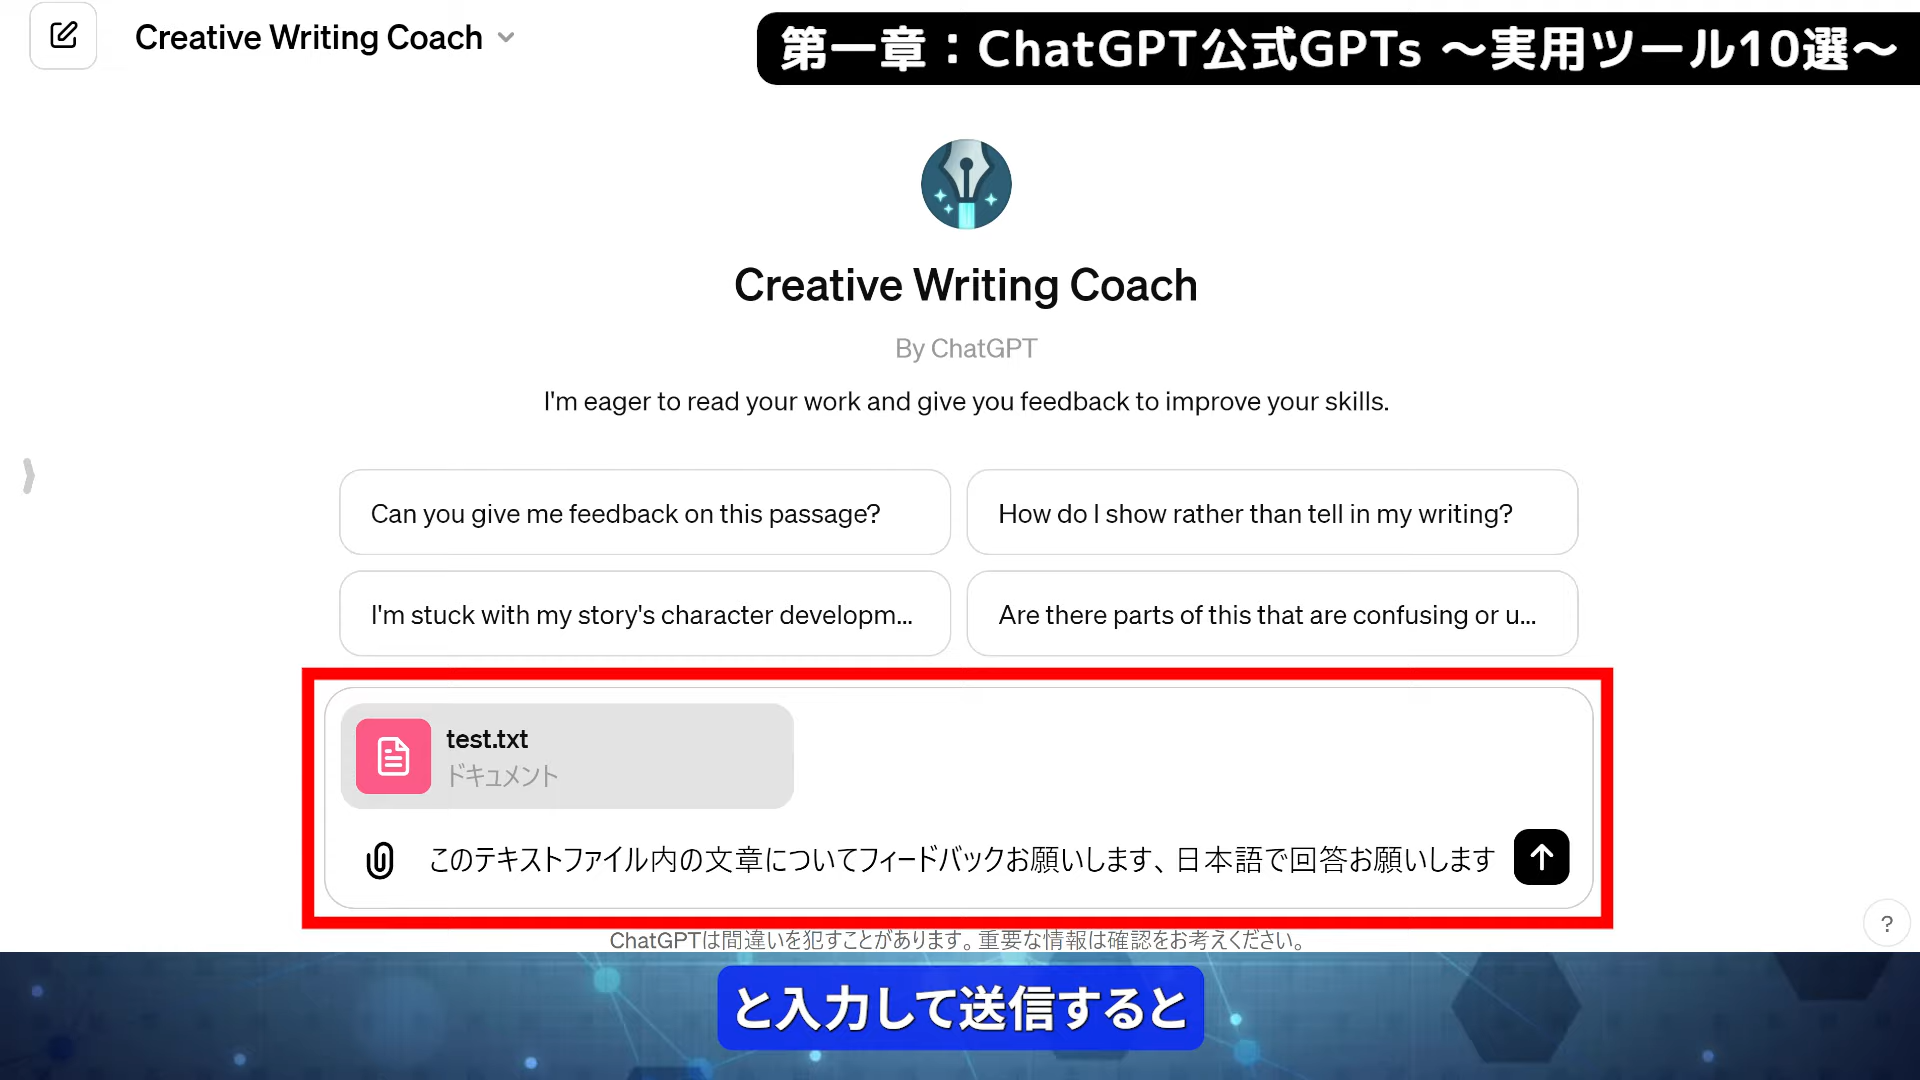 Creative Writing Coach
第一章：ChatGPT公式GPTs ～実用ツール10選～
Creative Writing Coach
By ChatGPT
I'm eager to read your work and give you feedback to improve your skills.
Can you give me feedback on this passage?
How do I show rather than tell in my writing?
I'm stuck with my story's character developm...
Are there parts of this that are confusing or u...
test.txt
ドキュメント
このテキストファイル内の文章についてフィードバックお願いします、日本語で回答お願いします
ChatGPTは間違いを犯すことがあります。重要な情報は確認をお考えください。
?
と入力して送信すると